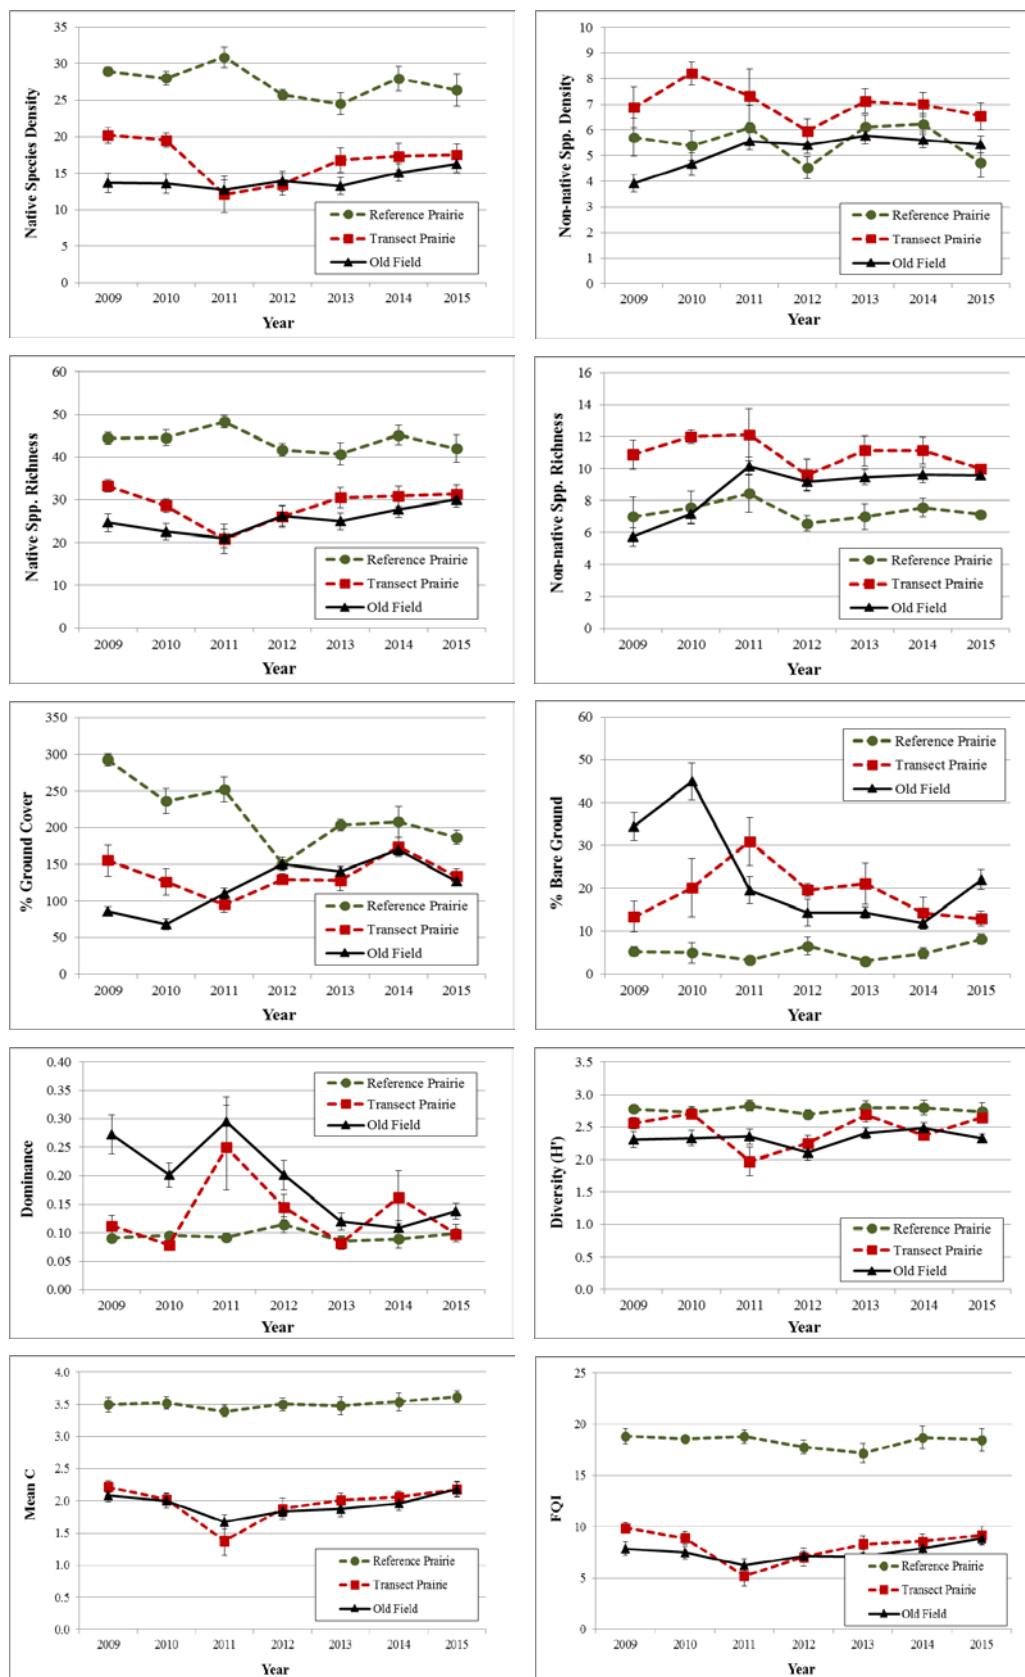 35
30
25
20
15
10
5
0
Native Species Density
Reference Prairie
Transect Prairie
Old Field
2009 2010 2011 2012 2013 2014 2015
Year
10
9
8
7
6
5
4
3
2
1
0
Non-native Spp. Density
Reference Prairie
Transect Prairie
Old Field
2009 2010 2011 2012 2013 2014 2015
Year
60
50
40
30
20
10
0
Native Spp. Richness
Reference Prairie
Transect Prairie
Old Field
2009 2010 2011 2012 2013 2014 2015
Year
16
14
12
10
8
6
4
2
0
Non-native Spp. Richness
Reference Prairie
Transect Prairie
Old Field
2009 2010 2011 2012 2013 2014 2015
Year
350
300
250
200
150
100
50
0
% Ground Cover
Reference Prairie
Transect Prairie
Old Field
2009 2010 2011 2012 2013 2014 2015
Year
60
50
40
30
20
10
0
% Bare Ground
Reference Prairie
Transect Prairie
Old Field
2009 2010 2011 2012 2013 2014 2015
Year
0.40
0.35
0.30
0.25
0.20
0.15
0.10
0.05
0.00
Dominance
Reference Prairie
Transect Prairie
Old Field
2009 2010 2011 2012 2013 2014 2015
Year
3.5
3.0
2.5
2.0
1.5
1.0
0.5
0.0
Diversity (H')
Reference Prairie
Transect Prairie
Old Field
2009 2010 2011 2012 2013 2014 2015
Year
4.0
3.5
3.0
2.5
2.0
1.5
1.0
0.5
0.0
Mean C
Reference Prairie
Transect Prairie
Old Field
2009 2010 2011 2012 2013 2014 2015
Year
25
20
15
10
5
0
FQI
Reference Prairie
Transect Prairie
Old Field
2009 2010 2011 2012 2013 2014 2015
Year